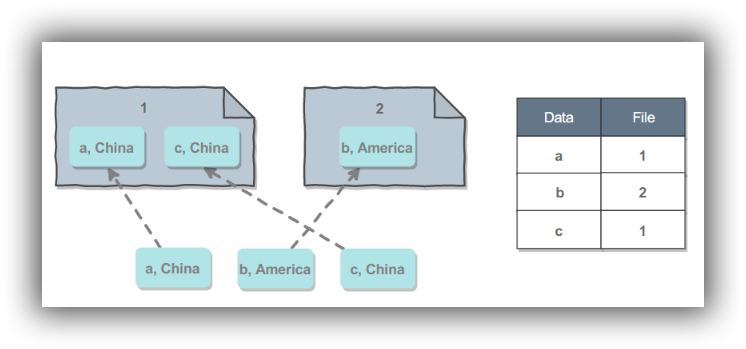 1
a, China
c, China
2
b, America
a, China
b, America
c, China
Data File
a 1
b 2
c 1